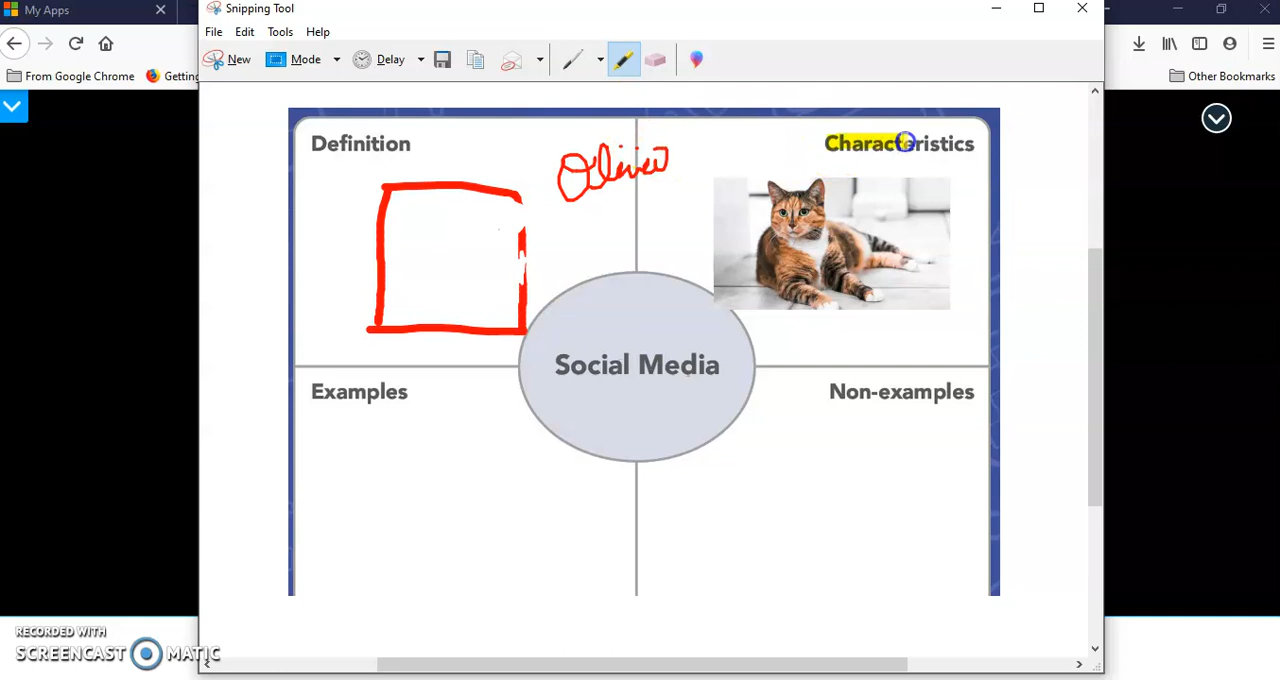 My Apps
Snipping Tool
File Edit Tools Help
New Mode Delay
From Google Chrome
Getting
Other Bookmarks
Definition
Characteristics
Social Media
Examples
Non-examples
RECORDED WITH
SCREENCAST MATIC